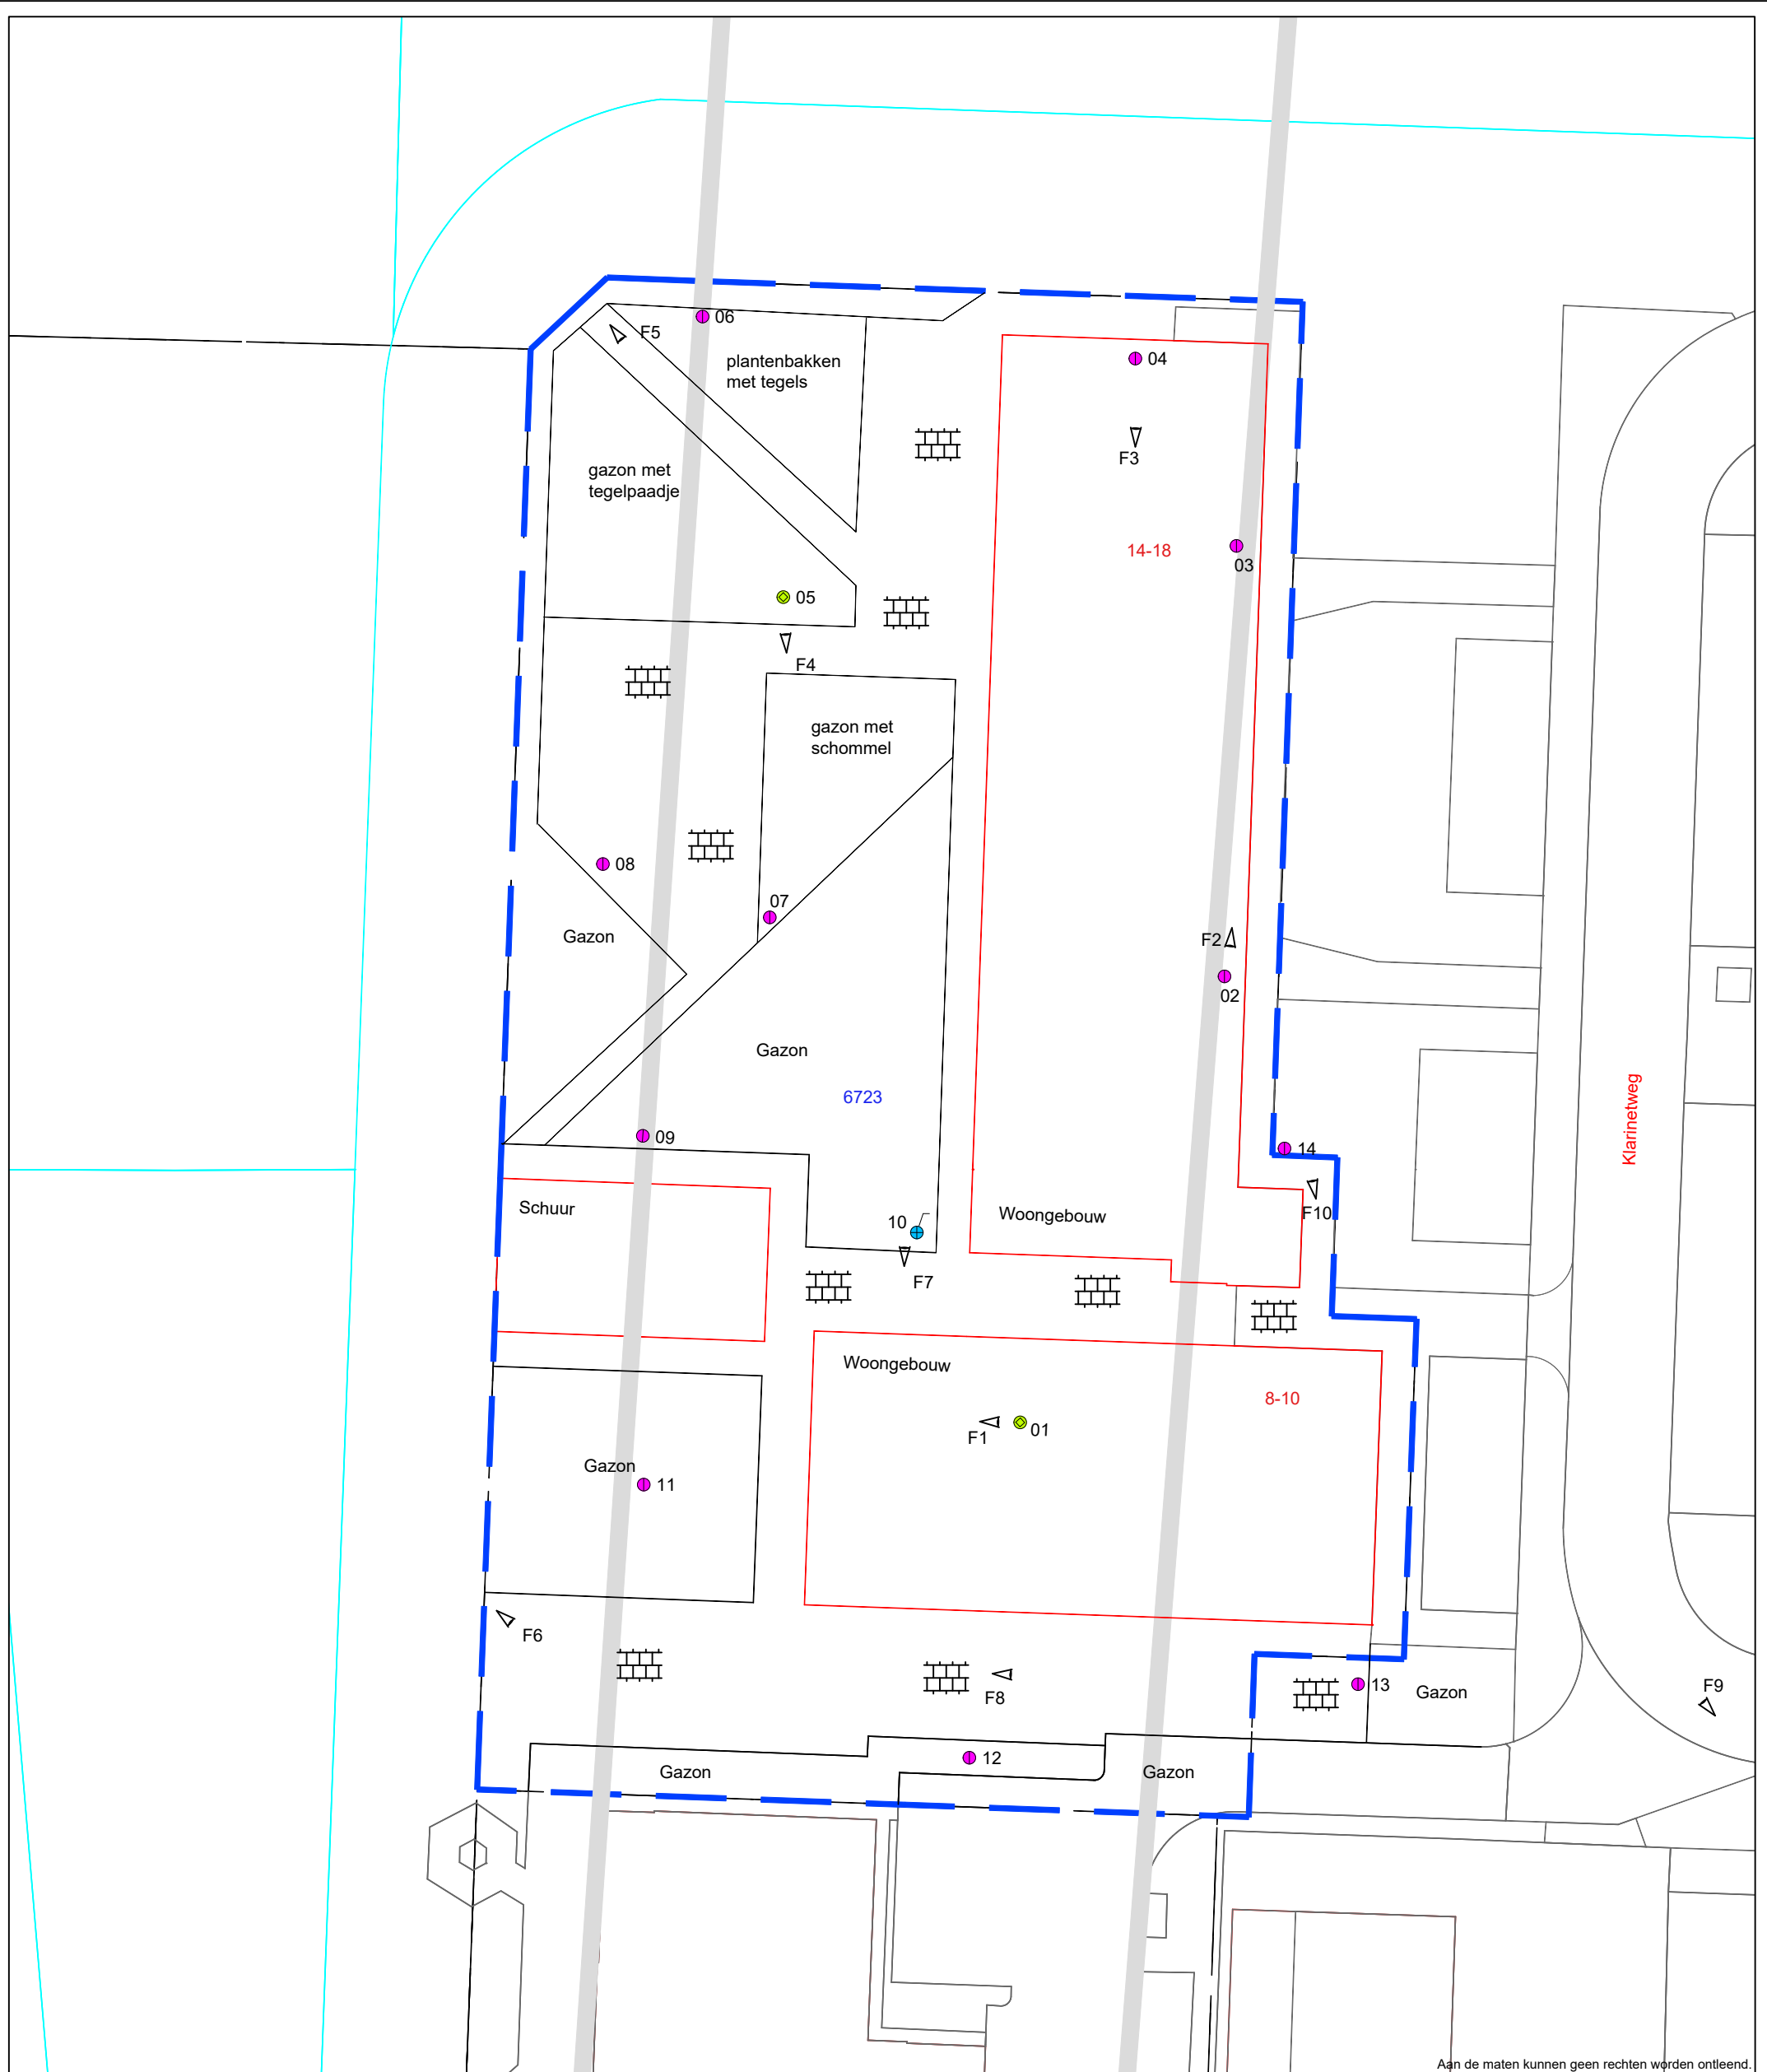 06
F5
plantenbakken
met tegels
04
F3
gazon met
tegelpaadje
14-18
03
05
F4
gazon met
schommel
08
07
Gazon
F2
02
Gazon
6723
Klarinetweg
09
14
Schuur
10
Woongebouw
F10
F7
Woongebouw
8-10
F1
01
Gazon
11
F6
F8
13
Gazon
F9
12
Gazon
Gazon
Aan de maten kunnen geen rechten worden ontleend.